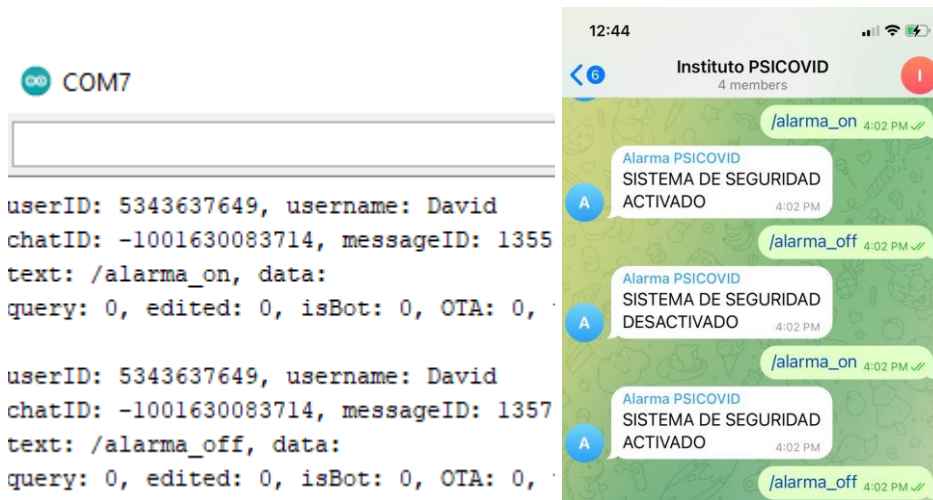 COM7
userID: 5343637649, username: David
chatID: -1001630083714, messageID: 1355
text: /alarma_on, data:
query: 0, edited: 0, isBot: 0, OTA: 0,
userID: 5343637649, username: David
chatID: -1001630083714, messageID: 1357
text: /alarma_off, data:
query: 0, edited: 0, isBot: 0, OTA: 0,
12:44
6
Instituto PSICOVID
4 members
I
/alarma_on 4:02 PM
Alarma PSICOVID
SISTEMA DE SEGURIDAD
A
ACTIVADO 4:02 PM
/alarma_off 4:02 PM
Alarma PSICOVID
SISTEMA DE SEGURIDAD
A
DESACTIVADO 4:02 PM
/alarma_on 4:02 PM
Alarma PSICOVID
SISTEMA DE SEGURIDAD
A
ACTIVADO 4:02 PM
/alarma_off 4:02 PM